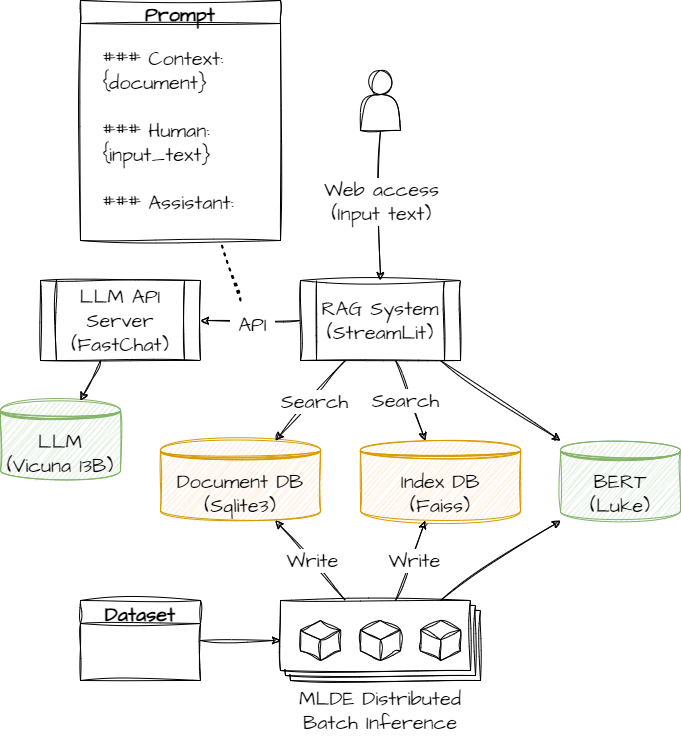 Prompt
### Context:
{document}
### Human:
{input_text}
### Assistant:
Web access
(Input text)
LLM API
Server
(FastChat)
API
RAG System
(StreamLit)
Search
Search
LLM
(Vicuna 13B)
Document DB
(Sqlite3)
Index DB
(Faiss)
BERT
(Luke)
Write
Write
Dataset
MLDE Distributed
Batch Inference